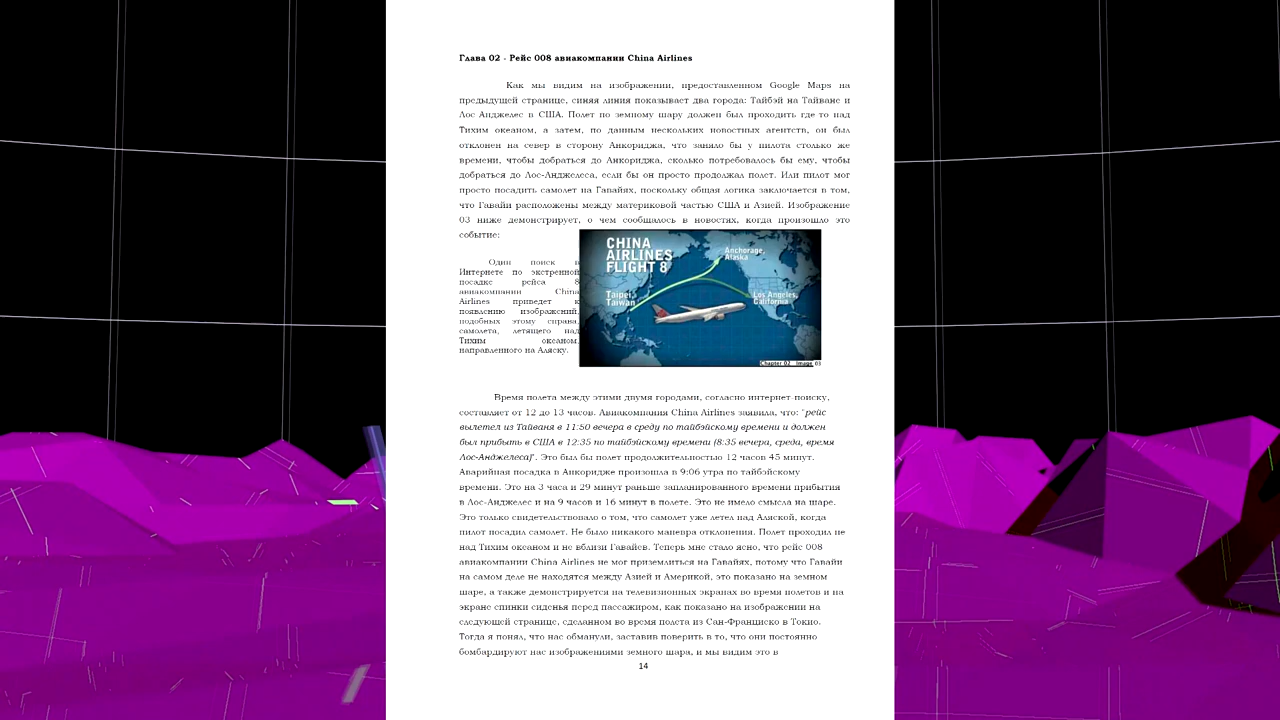 Глава 02 - Рейс 008 авиакомпании China Airlines
Как мы видим на изображении, предоставленном Google Maps на
предыдущей странице, синяя линия показывает два города: Тайбэй на Тайване и
Лос Анджелес в США. Полет по земному шару должен был проходить где то над
Тихим океаном, а затем, по данным нескольких новостных агентств, он был
отклонен на север в сторону Анкориджа, что заняло бы у пилота столько же
времени, чтобы добраться до Анкориджа, сколько потребовалось бы ему, чтобы
добраться до Лос-Анджелеса, если бы он просто продолжал полет. Или пилот мог
просто посадить самолет на Гавайях, поскольку общая логика заключается в том,
что Гавайи расположены между материковой частью США и Азией. Изображение
03 ниже демонстрирует, о чем сообщалось в новостях, когда произошло это
событие:
Один поиск в
Интернете по экстренной
посадке рейса 8
авиакомпании China
Airlines приведет к
появлению изображений,
подобных этому справа,
самолета, летящего над
Тихим океаном,
направленного на Аляску.
CHINA
AIRLINES
FLIGHT 8
Anchorage,
Alaska
Taipei,
Taiwan
Los Angeles,
California
Chapter_02 _Image_03
Время полета между этими двумя городами, согласно интернет-поиску,
составляет от 12 до 13 часов. Авиакомпания China Airlines заявила, что: "рейс
вылетел из Тайваня в 11:50 вечера в среду по тайбэйскому времени и должен
был прибыть в США в 12:35 по тайбэйскому времени (8:35 вечера, среда, время
Лос-Анджелеса)". Это был бы полет продолжительностью 12 часов 45 минут.
Аварийная посадка в Анкоридже произошла в 9:06 утра по тайбэйскому
времени. Это на 3 часа и 29 минут раньше запланированного времени прибытия
в Лос-Анджелес и на 9 часов и 16 минут в полете. Это не имело смысла на шаре.
Это только свидетельствовало о том, что самолет уже летел над Аляской, когда
пилот посадил самолет. Не было никакого маневра отклонения. Полет проходил не
над Тихим океаном и не вблизи Гавайев. Теперь мне стало ясно, что рейс 008
авиакомпании China Airlines не мог приземлиться на Гавайях, потому что Гавайи
на самом деле не находятся между Азией и Америкой, это показано на земном
шаре, а также демонстрируется на телевизионных экранах во время полетов и на
экране спинки сиденья перед пассажиром, как показано на изображении на
следующей странице, сделанном во время полета из Сан-Франциско в Токио.
Тогда я понял, что нас обманули, заставив поверить в то, что они постоянно
бомбардируют нас изображениями земного шара, и мы видим это в
14